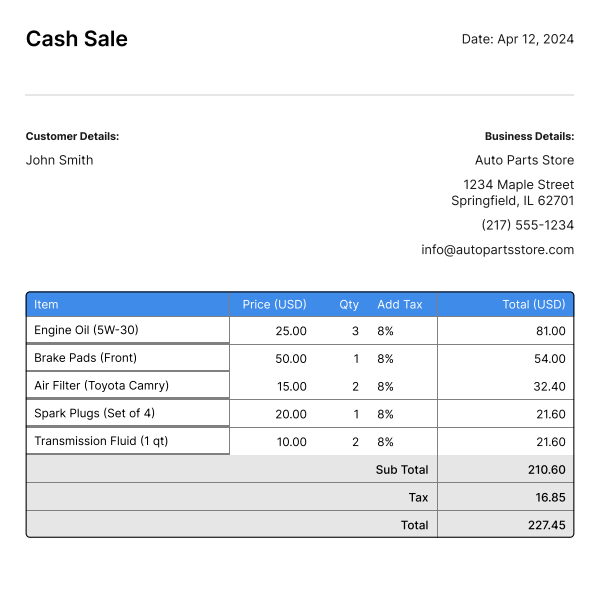 Cash Sale
Date: Apr 12, 2024
Customer Details:
John Smith
Business Details:
Auto Parts Store
1234 Maple Street
Springfield, IL 62701
(217) 555-1234
info@autopartsstore.com
Item Price (USD) Qty Add Tax Total (USD)
Engine Oil (5W-30) 25.00 3 8% 81.00
Brake Pads (Front) 50.00 1 8% 54.00
Air Filter (Toyota Camry) 15.00 2 8% 32.40
Spark Plugs (Set of 4) 20.00 1 8% 21.60
Transmission Fluid (1 qt) 10.00 2 8% 21.60
Sub Total 210.60
Tax 16.85
Total 227.45